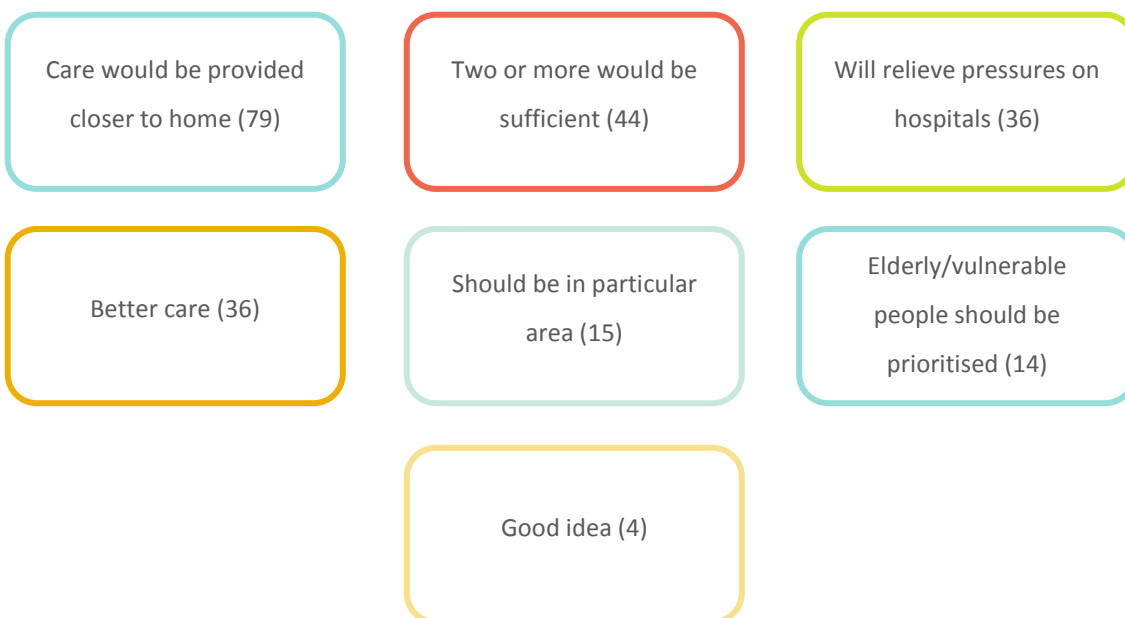 Care would be provided
closer to home (79)
Two or more would be
sufficient (44)
Will relieve pressures on
hospitals (36)
Better care (36)
Should be in particular
area (15)
Elderly/vulnerable
people should be
prioritised (14)
Good idea (4)